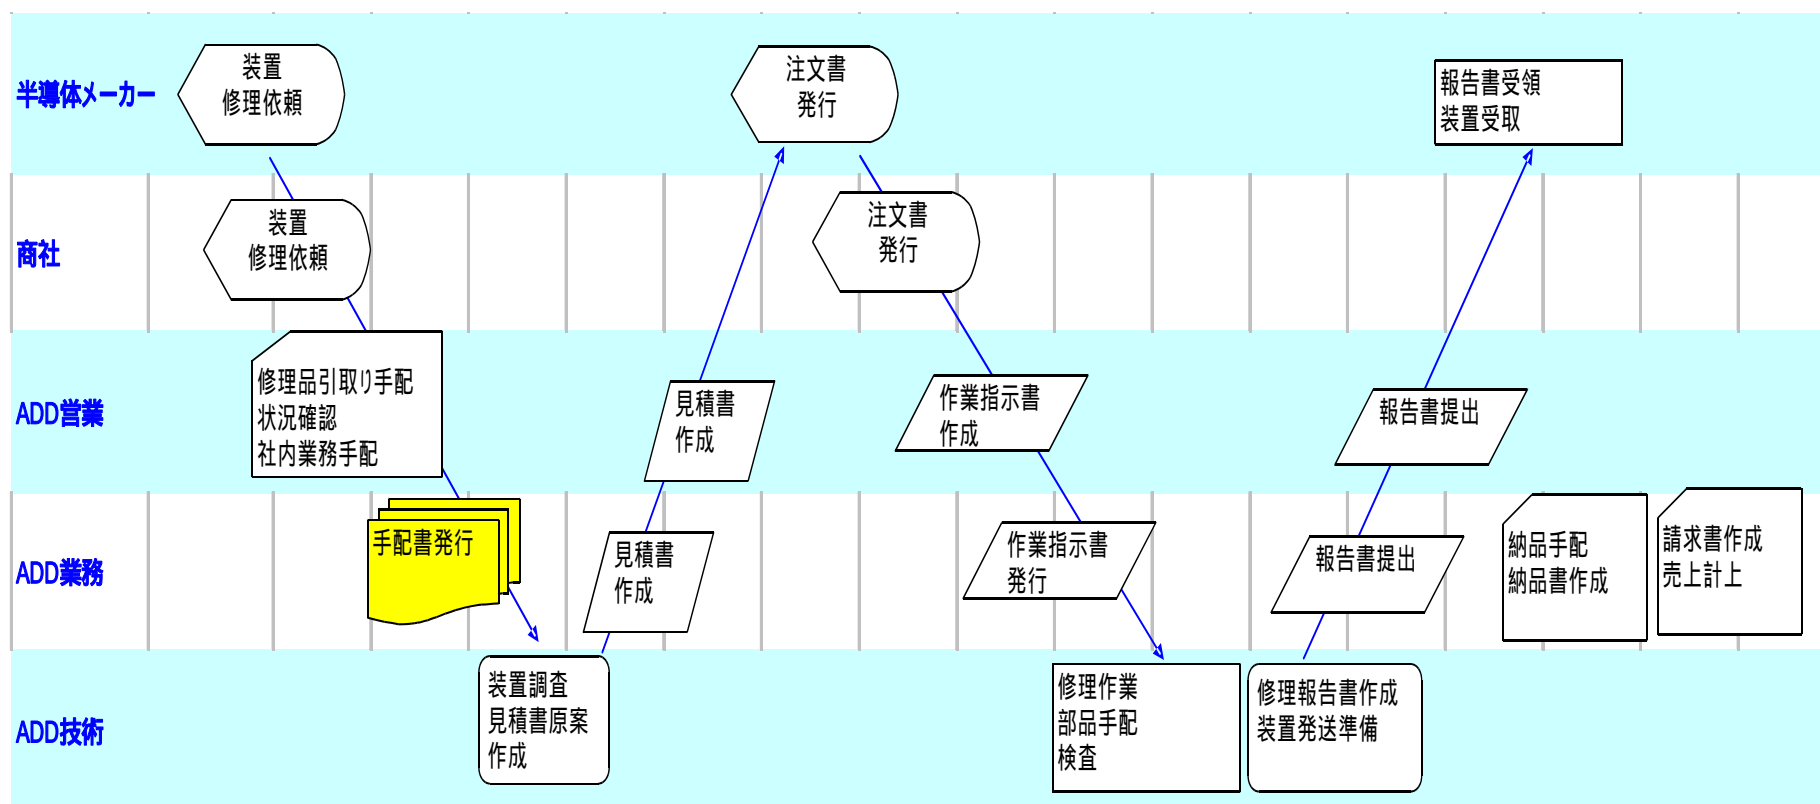 半導体メーカー
装置
修理依頼
注文書
発行
報告書受領
装置受取
商社
装置
修理依頼
注文書
発行
ADD営業
修理品引取り手配
状況確認
社内業務手配
見積書
作成
作業指示書
作成
報告書提出
ADD業務
手配書発行
見積書
作成
作業指示書
発行
報告書提出
納品手配
納品書作成
請求書作成
売上計上
ADD技術
装置調査
見積書原案
作成
修理作業
部品手配
検査
修理報告書作成
装置発送準備